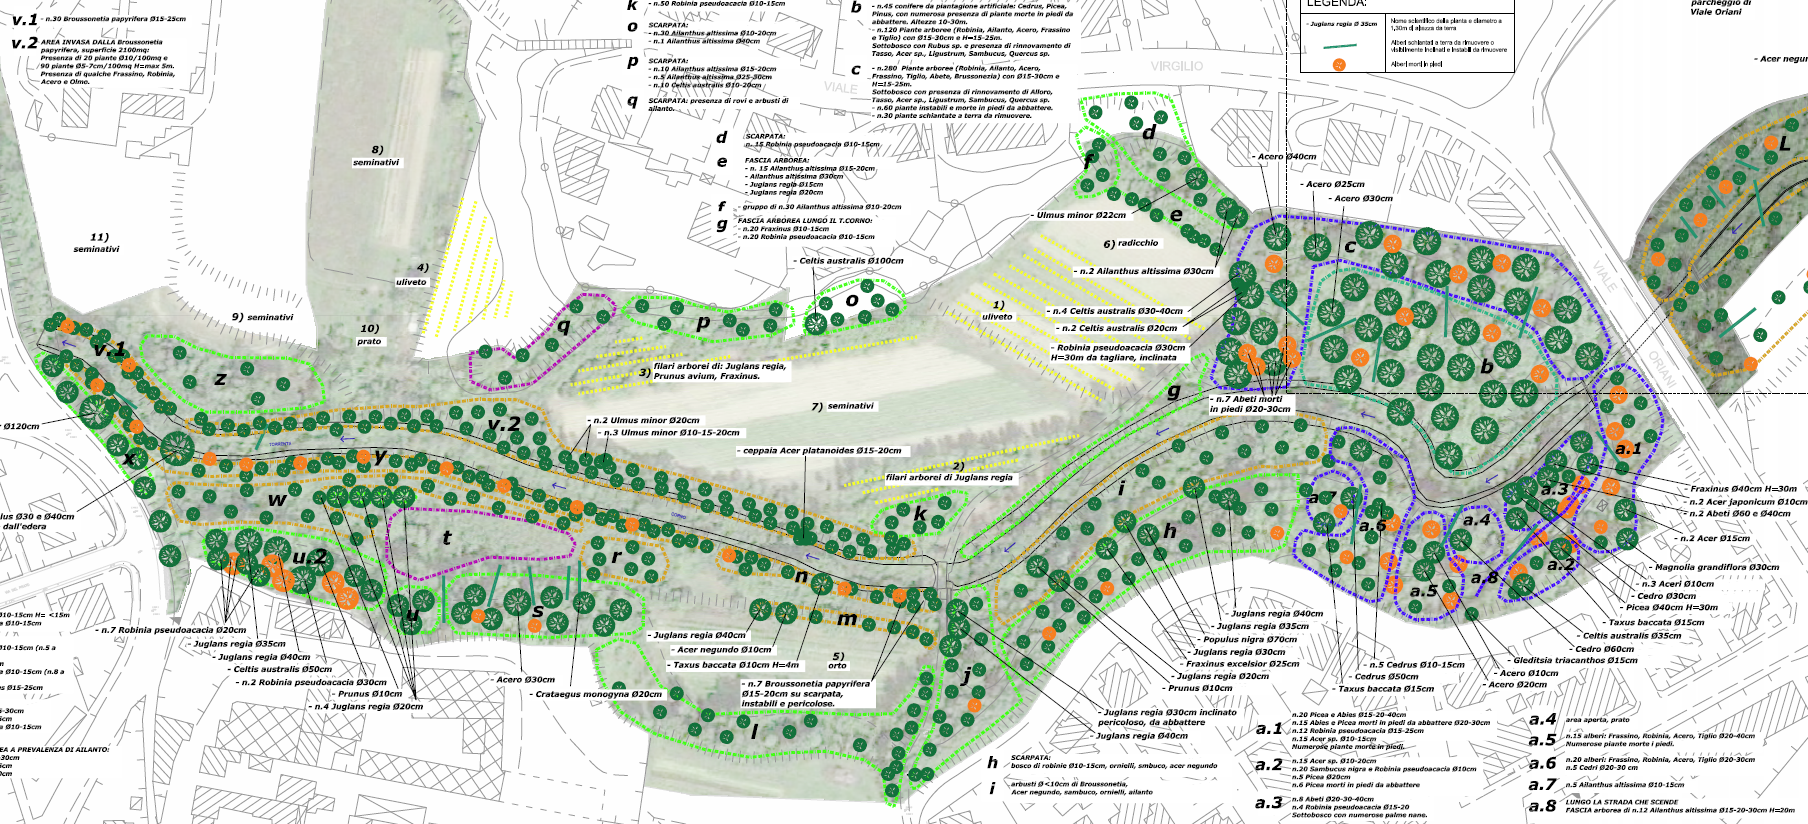 v.1 - n.30 Broussonetia papyrifera Ø15-25cm
v.2 AREA INVASA DALLA Broussonetia
papyrifera, superficie 2100mq:
Presenza di 20 piante Ø10/100mq e
90 piante Ø5-7cm/100mq H=max 5m.
Presenza di qualche Frassino, Robinia,
Acero e Olmo.
k - n.50 Robinia pseudoacacia Ø10-15cm
o SCARPATA:
- n.30 Ailanthus altissima Ø10-20cm
- n.1 Ailanthus altissima Ø80cm
p SCARPATA:
- n.10 Ailanthus altissima Ø15-20cm
- n.5 Ailanthus altissima Ø25-30cm
- n.10 Celtis australis Ø10-20cm
q SCARPATA: presenza di rovi e arbusti di
ailanto.
b - n.45 conifere da piantagione artificiale: Cedrus, Picea,
Pinus, con numerosa presenza di piante morte in piedi da
abbattere. Altezze 10-30m.
- n.120 Piante arboree (Robinia, Ailanto, Acero, Frassino
e Tiglio) con Ø15-30cm e H=15-25m.
Sottobosco con Rubus sp. e presenza di rinnovamento di
Tasso, Acer sp., Ligustrum, Sambucus, Quercus sp.
c - n.280 Piante arboree (Robinia, Ailanto, Acero,
Frassino, Tiglio, Abete, Brussonezia) con Ø15-30cm e
H=15-25m.
Sottobosco con presenza di rinnovamento di Alloro,
Tasso, Acer sp., Ligustrum, Sambucus, Quercus sp.
- n.60 piante instabili e morte in piedi da abbattere.
- n.30 piante schiantate a terra da rimuovere.
d SCARPATA:
n. 15 Robinia pseudoacacia Ø10-15cm
e FASCIA ARBOREA:
- n. 15 Ailanthus altissima Ø15-20cm
- Ailanthus altissima Ø30cm
- Juglans regia Ø15cm
- Juglans regia Ø20cm
f - gruppo di n.30 Ailanthus altissima Ø10-20cm
g FASCIA ARBOREA LUNGO IL T.CORNO:
- n.20 Fraxinus Ø10-15cm
- n.20 Robinia pseudoacacia Ø10-15cm
LEGENDA:
- Juglans regia Ø 35cm
Nome scientifico della pianta e diametro a
1,30m di altezza da terra
Alberi schiantati a terra da rimuovere o
visibilmente inclinati e instabili da rimuovere
Alberi morti in piedi
parcheggio di
Viale Oriani
- Acer negun
VIALE
VIRGILIO
VIALE
ORIANI
8)
seminativi
11)
seminativi
4)
uliveto
9) seminativi
10)
prato
6) radicchio
1)
uliveto
3) filari arborei di: Juglans regia,
Prunus avium, Fraxinus.
7) seminativi
2)
filari arborei di Juglans regia
5)
orto
- Celtis australis Ø100cm
- Ulmus minor Ø22cm
- Acero Ø40cm
- Acero Ø25cm
- Acero Ø30cm
- n.2 Ailanthus altissima Ø30cm
- n.4 Celtis australis Ø30-40cm
- n.2 Celtis australis Ø20cm
- Robinia pseudoacacia Ø30cm
H=30m da tagliare, inclinata
- n.7 Abeti morti
in piedi Ø20-30cm
- n.2 Ulmus minor Ø20cm
- n.3 Ulmus minor Ø10-15-20cm
- ceppaia Acer platanoides Ø15-20cm
Ø120cm
lus Ø30 e Ø40cm
dall'edera
TORRENTE
CORNO
d
f
e
c
b
L
o
p
q
g
v.1
z
v.2
x
y
w
t
u.2
u
s
r
n
m
k
i
h
j
l
a.1
a.3
a.7
a.6
a.4
a.2
a.8
a.5
- Fraxinus Ø40cm H=30m
- n.2 Acer japonicum Ø10cm
- n.2 Abeti Ø60 e Ø40cm
- n.2 Acer Ø15cm
- Magnolia grandiflora Ø30cm
- n.3 Aceri Ø10cm
- Cedro Ø30cm
- Picea Ø40cm H=30m
- Taxus baccata Ø15cm
- Celtis australis Ø35cm
- Cedro Ø60cm
- Gleditsia triacanthos Ø15cm
- Acero Ø10cm
- Acero Ø20cm
- n.5 Cedrus Ø10-15cm
- Cedrus Ø50cm
- Taxus baccata Ø15cm
- Juglans regia Ø40cm
- Juglans regia Ø35cm
- Populus nigra Ø70cm
- Juglans regia Ø30cm
- Fraxinus excelsior Ø25cm
- Juglans regia Ø20cm
- Prunus Ø10cm
- Juglans regia Ø30cm inclinato
pericoloso, da abbattere
- Juglans regia Ø40cm
- Juglans regia Ø40cm
- Acer negundo Ø10cm
- Taxus baccata Ø10cm H=4m
- n.7 Broussonetia papyrifera
Ø15-20cm su scarpata,
instabili e pericolose.
- Acero Ø30cm
- Crataegus monogyna Ø20cm
- n.7 Robinia pseudoacacia Ø20cm
- Juglans regia Ø35cm
- Juglans regia Ø40cm
- Celtis australis Ø50cm
- n.2 Robinia pseudoacacia Ø30cm
- Prunus Ø10cm
- n.4 Juglans regia Ø20cm
Ø10-15cm H= <15m
a Ø10-15cm
Ø10-15cm (n.5 a
a Ø10-15cm (n.8 a
es Ø15-25cm
a Ø10-15cm
EA A PREVALENZA DI AILANTO:
h SCARPATA:
bosco di robinie Ø10-15cm, ornielli, smbuco, acer negundo
i arbusti Ø<10cm di Broussonetia,
Acer negundo, sambuco, ornielli, ailanto
a.1 n.20 Picea e Abies Ø15-20-40cm
n.15 Abies e Picea morti in piedi da abbattere Ø20-30cm
n.12 Robinia pseudoacacia Ø15-25cm
n.15 Acer sp. Ø10-15cm
Numerose piante morte in piedi.
a.2 n.15 Acer sp. Ø10-20cm
n.20 Sambucus nigra e Robinia pseudoacacia Ø10cm
n.5 Picea Ø20cm
n.6 Picea morti in piedi da abbattere
a.3 n.8 Abeti Ø20-30-40cm
n.4 Robinia pseudoacacia Ø15-20
Sottobosco con numerose palme nane.
a.4 area aperta, prato
a.5 n.15 alberi: Frassino, Robinia, Acero, Tiglio Ø20-40cm
Numerose piante morte i piedi.
a.6 n.20 alberi: Frassino, Robinia, Acero, Tiglio Ø20-30cm
n.5 Cedri Ø20-30 cm
a.7 n.5 Ailanthus altissima Ø10-15cm
a.8 LUNGO LA STRADA CHE SCENDE
FASCIA arborea di n.12 Ailanthus altissima Ø15-20-30cm H=20m